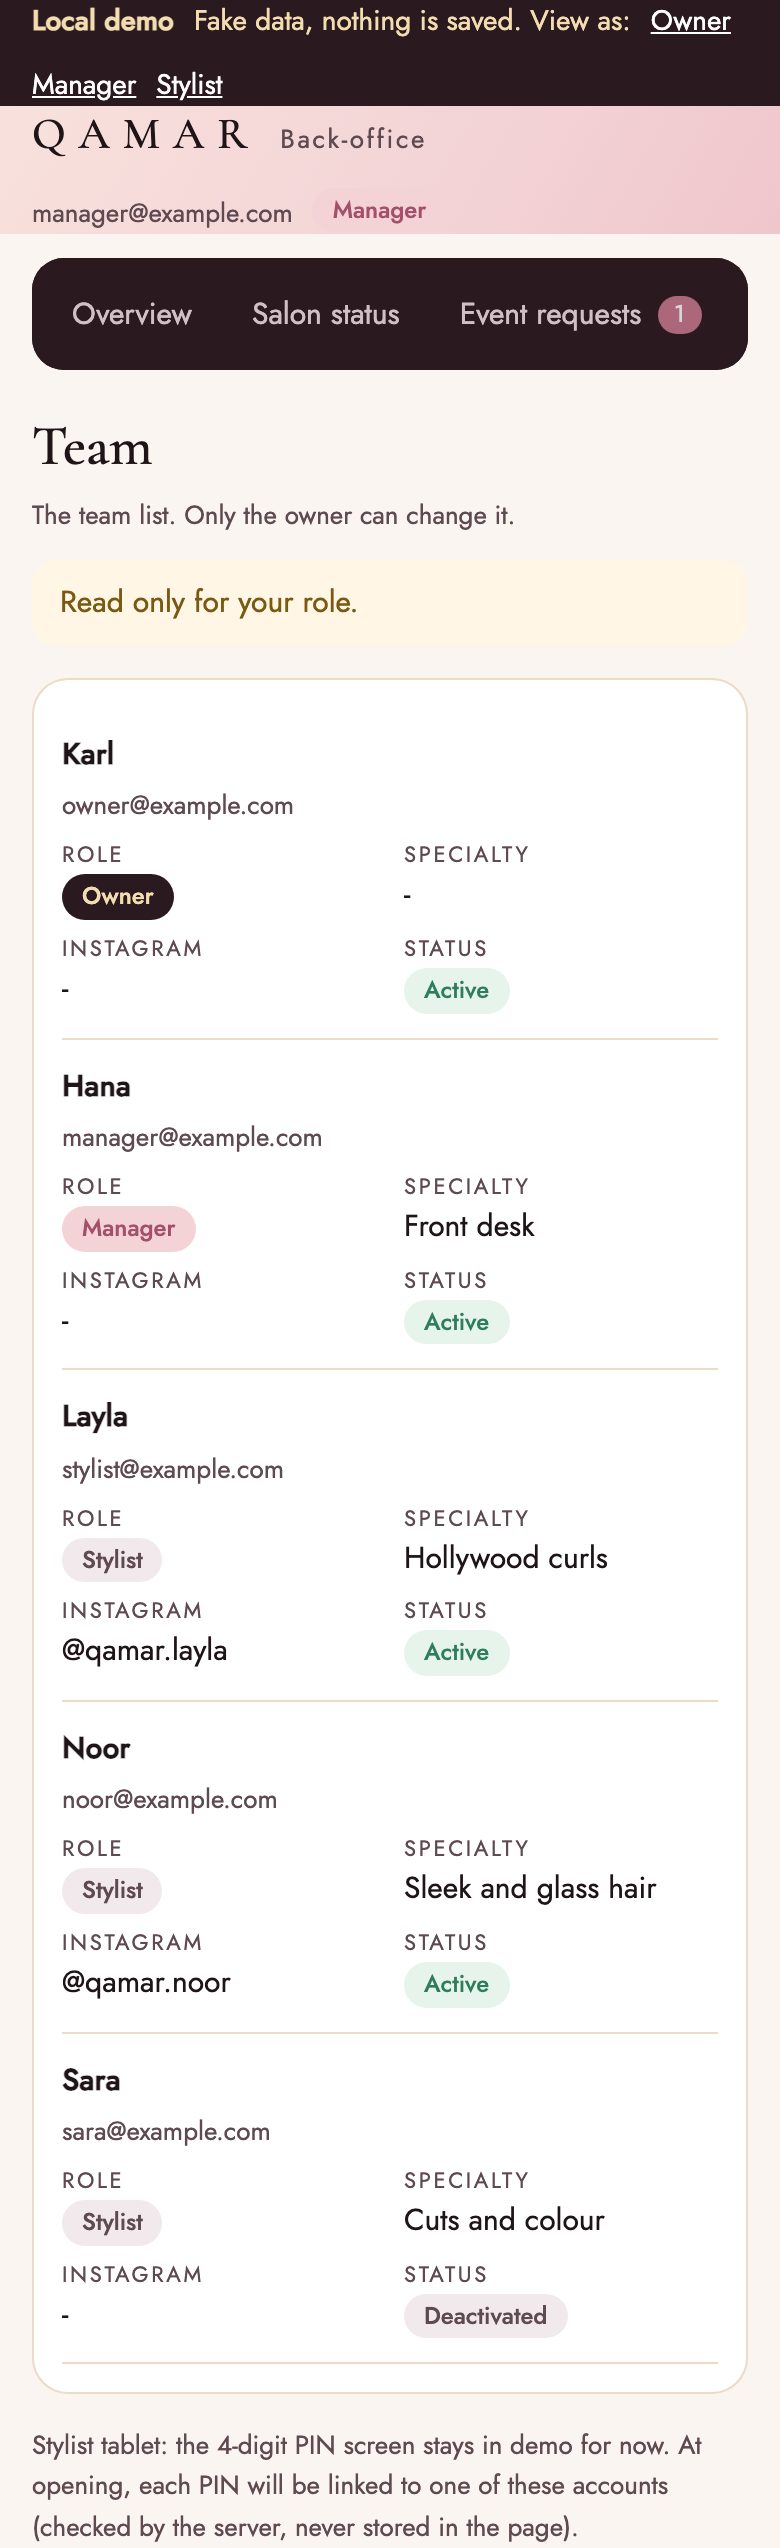 Local demo Fake data, nothing is saved. View as: Owner
Manager Stylist
QAMAR Back-office
manager@example.com Manager
Overview Salon status Event requests 1
Team
The team list. Only the owner can change it.
Read only for your role.
Karl
owner@example.com
ROLE SPECIALTY
Owner -
INSTAGRAM STATUS
- Active
Hana
manager@example.com
ROLE SPECIALTY
Manager Front desk
INSTAGRAM STATUS
- Active
Layla
stylist@example.com
ROLE SPECIALTY
Stylist Hollywood curls
INSTAGRAM STATUS
@qamar.layla Active
Noor
noor@example.com
ROLE SPECIALTY
Stylist Sleek and glass hair
INSTAGRAM STATUS
@qamar.noor Active
Sara
sara@example.com
ROLE SPECIALTY
Stylist Cuts and colour
INSTAGRAM STATUS
- Deactivated
Stylist tablet: the 4-digit PIN screen stays in demo for now. At
opening, each PIN will be linked to one of these accounts
(checked by the server, never stored in the page).